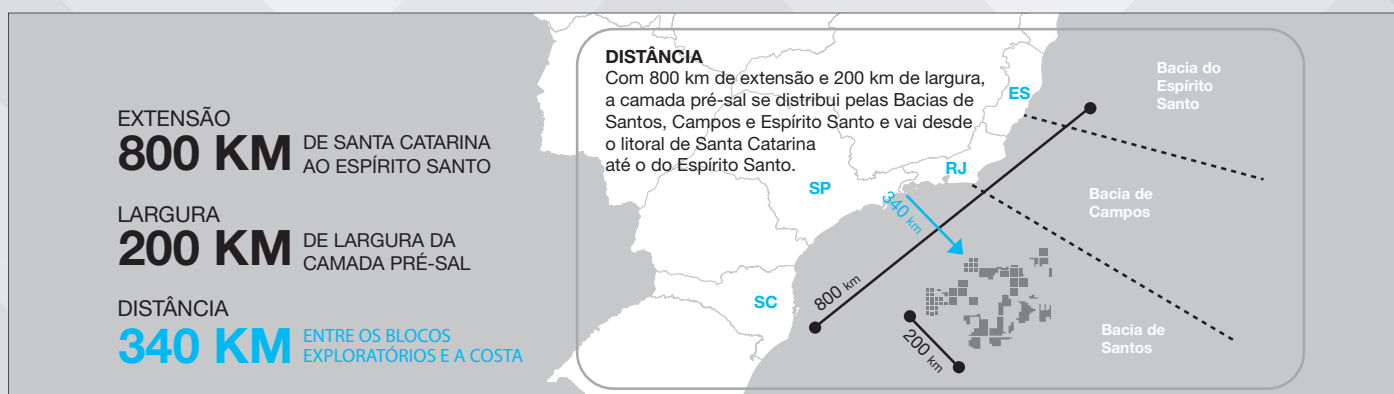 EXTENSÃO
800 KM
DE SANTA CATARINA
AO ESPÍRITO SANTO
LARGURA
200 KM
DE LARGURA DA
CAMADA PRÉ-SAL
DISTÂNCIA
340 KM
ENTRE OS BLOCOS
EXPLORATÓRIOS E A COSTA
DISTÂNCIA
Com 800 km de extensão e 200 km de largura,
a camada pré-sal se distribui pelas Bacias de
Santos, Campos e Espírito Santo e vai desde
o litoral de Santa Catarina
até o do Espírito Santo.
ES
RJ
SP
SC
340 km
800 km
200 km
Bacia do
Espírito
Santo
Bacia de
Campos
Bacia de
Santos